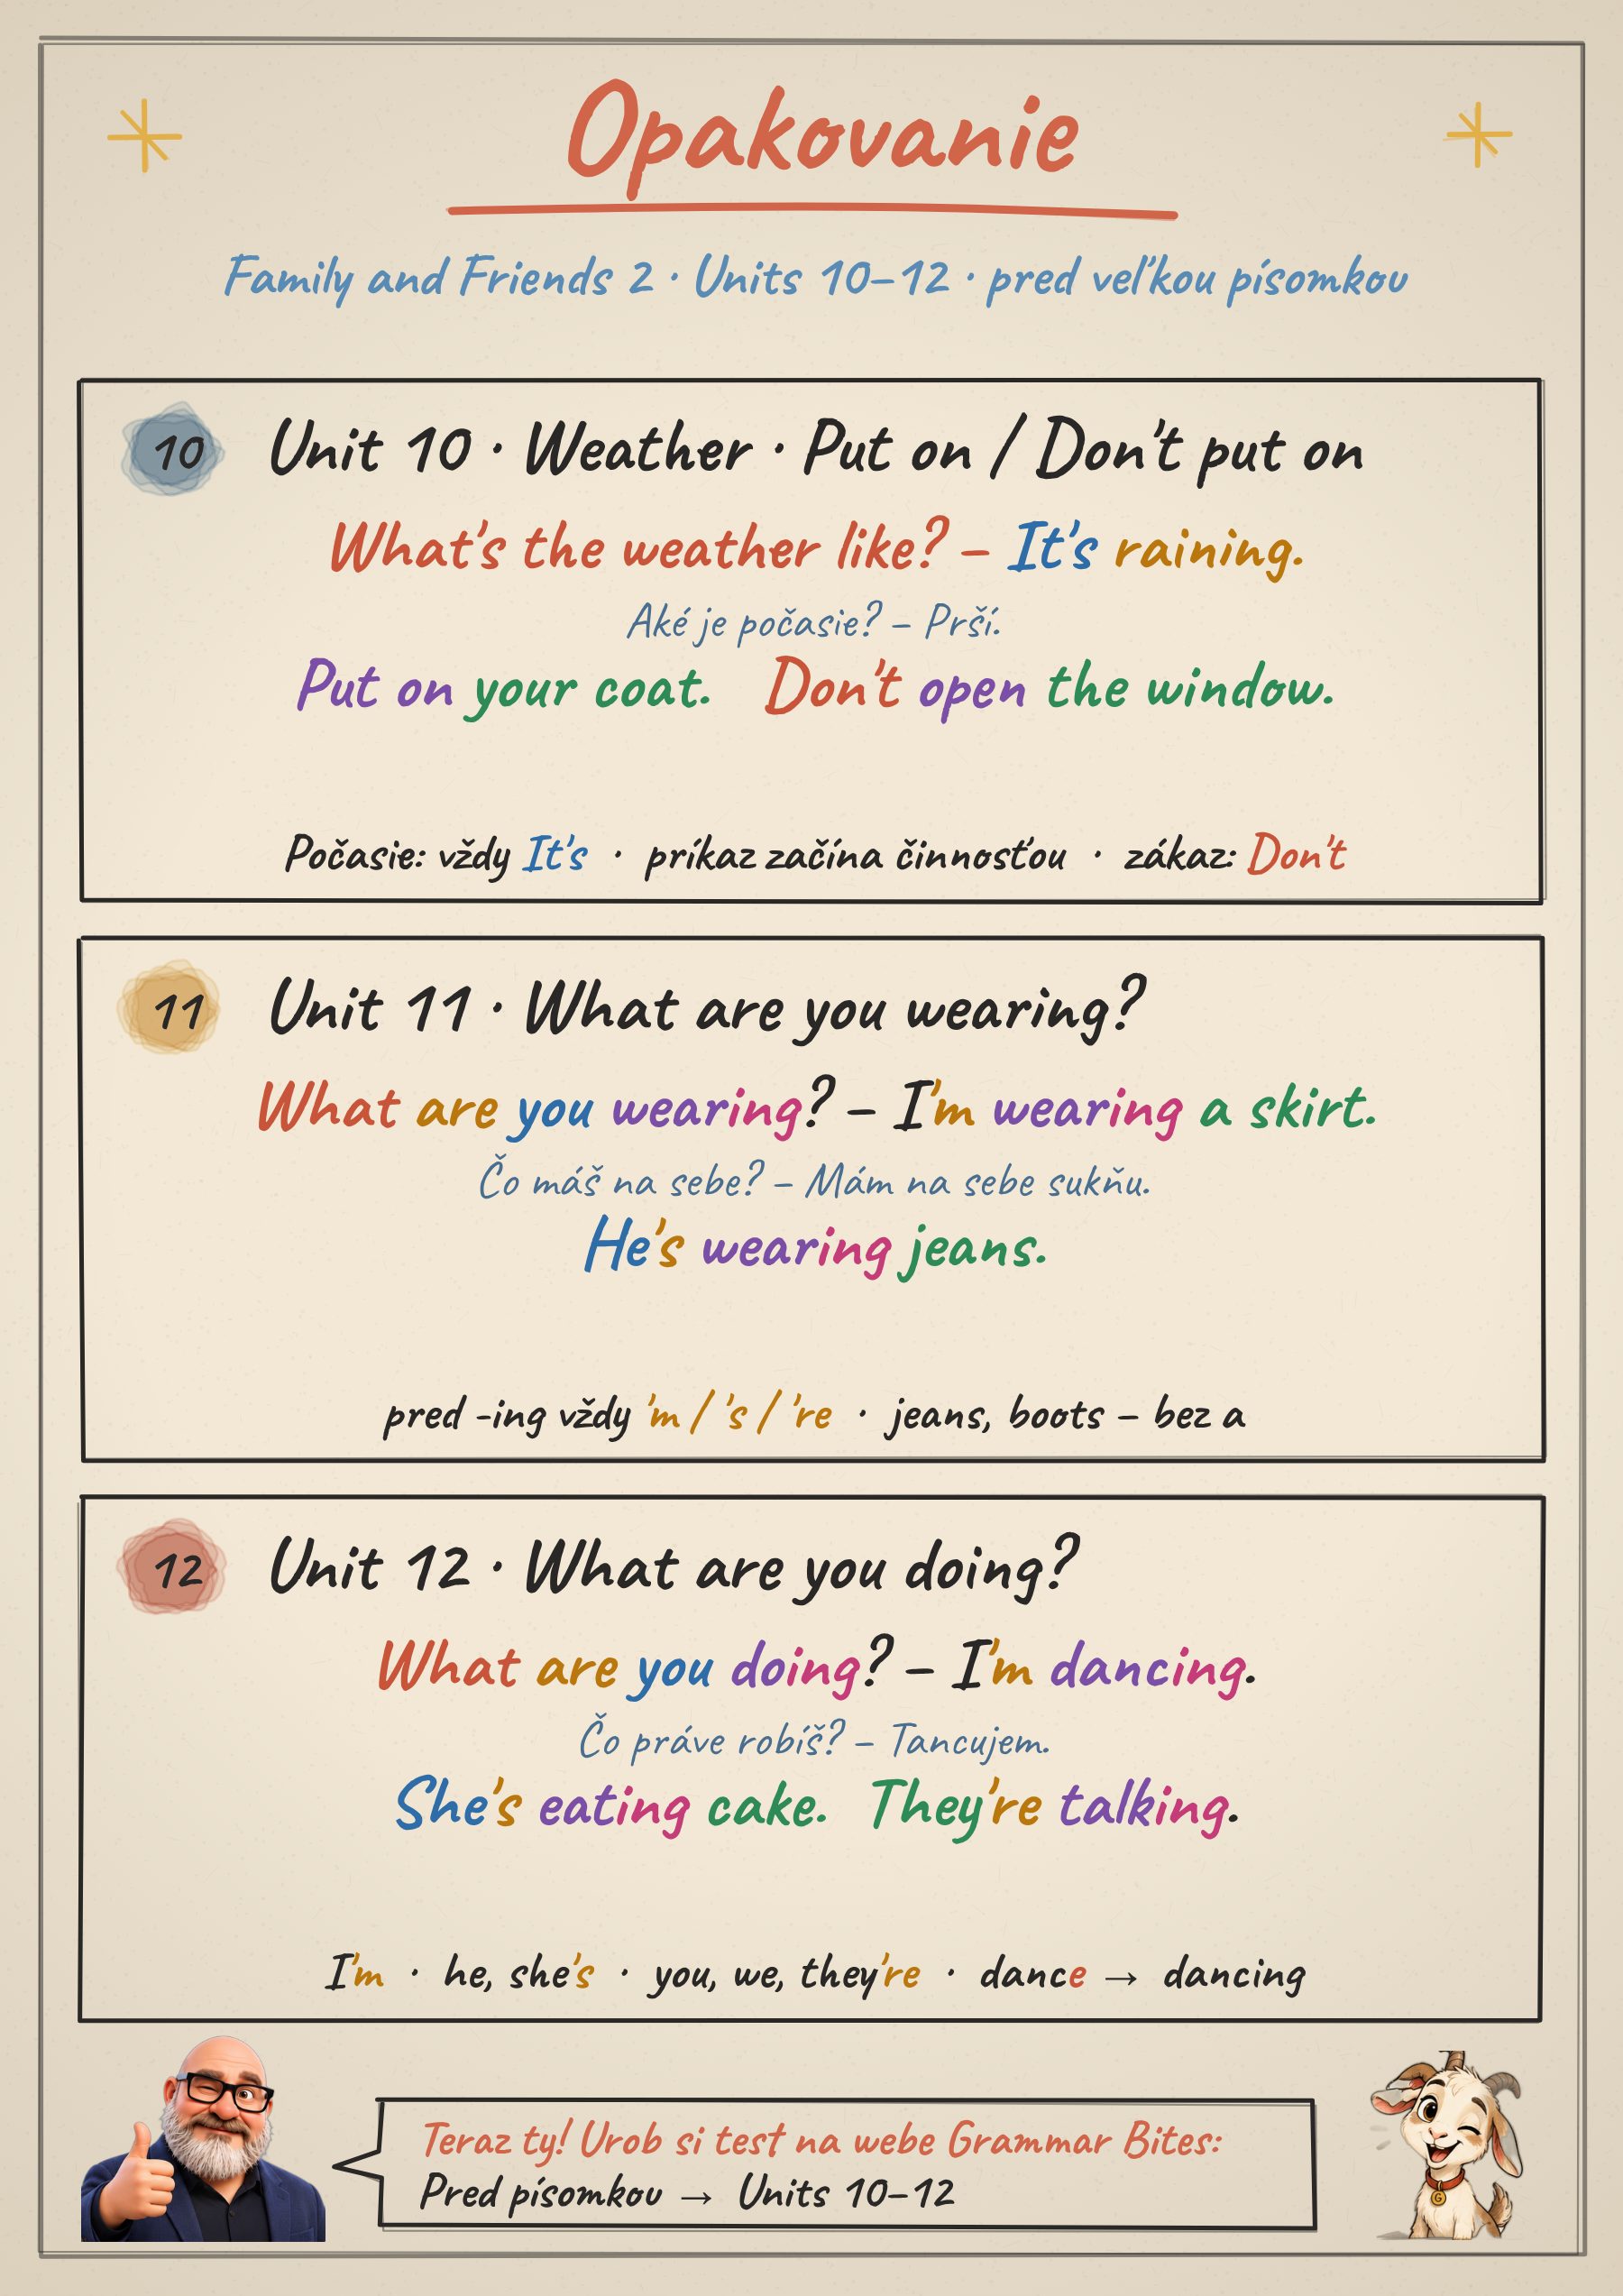 Opakovanie
Family and Friends 2 · Units 10–12 · pred veľkou písomkou
10
Unit 10 · Weather · Put on / Don't put on
What's the weather like? – It's raining.
Aké je počasie? – Prší.
Put on your coat. Don't open the window.
Počasie: vždy It's · príkaz začína činnosťou · zákaz: Don't
11
Unit 11 · What are you wearing?
What are you wearing? – I'm wearing a skirt.
Čo máš na sebe? – Mám na sebe sukňu.
He's wearing jeans.
pred -ing vždy 'm / 's / 're · jeans, boots – bez a
12
Unit 12 · What are you doing?
What are you doing? – I'm dancing.
Čo práve robíš? – Tancujem.
She's eating cake. They're talking.
I'm · he, she's · you, we, they're · dance → dancing
Teraz ty! Urob si test na webe Grammar Bites:
Pred písomkou → Units 10–12
G